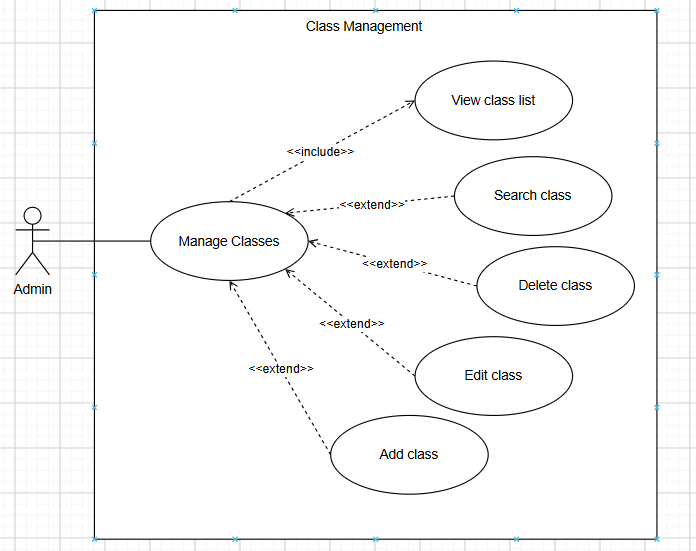 Class Management
View class list
<<include>>
Search class
<<extend>>
Manage Classes
<<extend>>
Delete class
Admin
<<extend>>
Edit class
<<extend>>
Add class